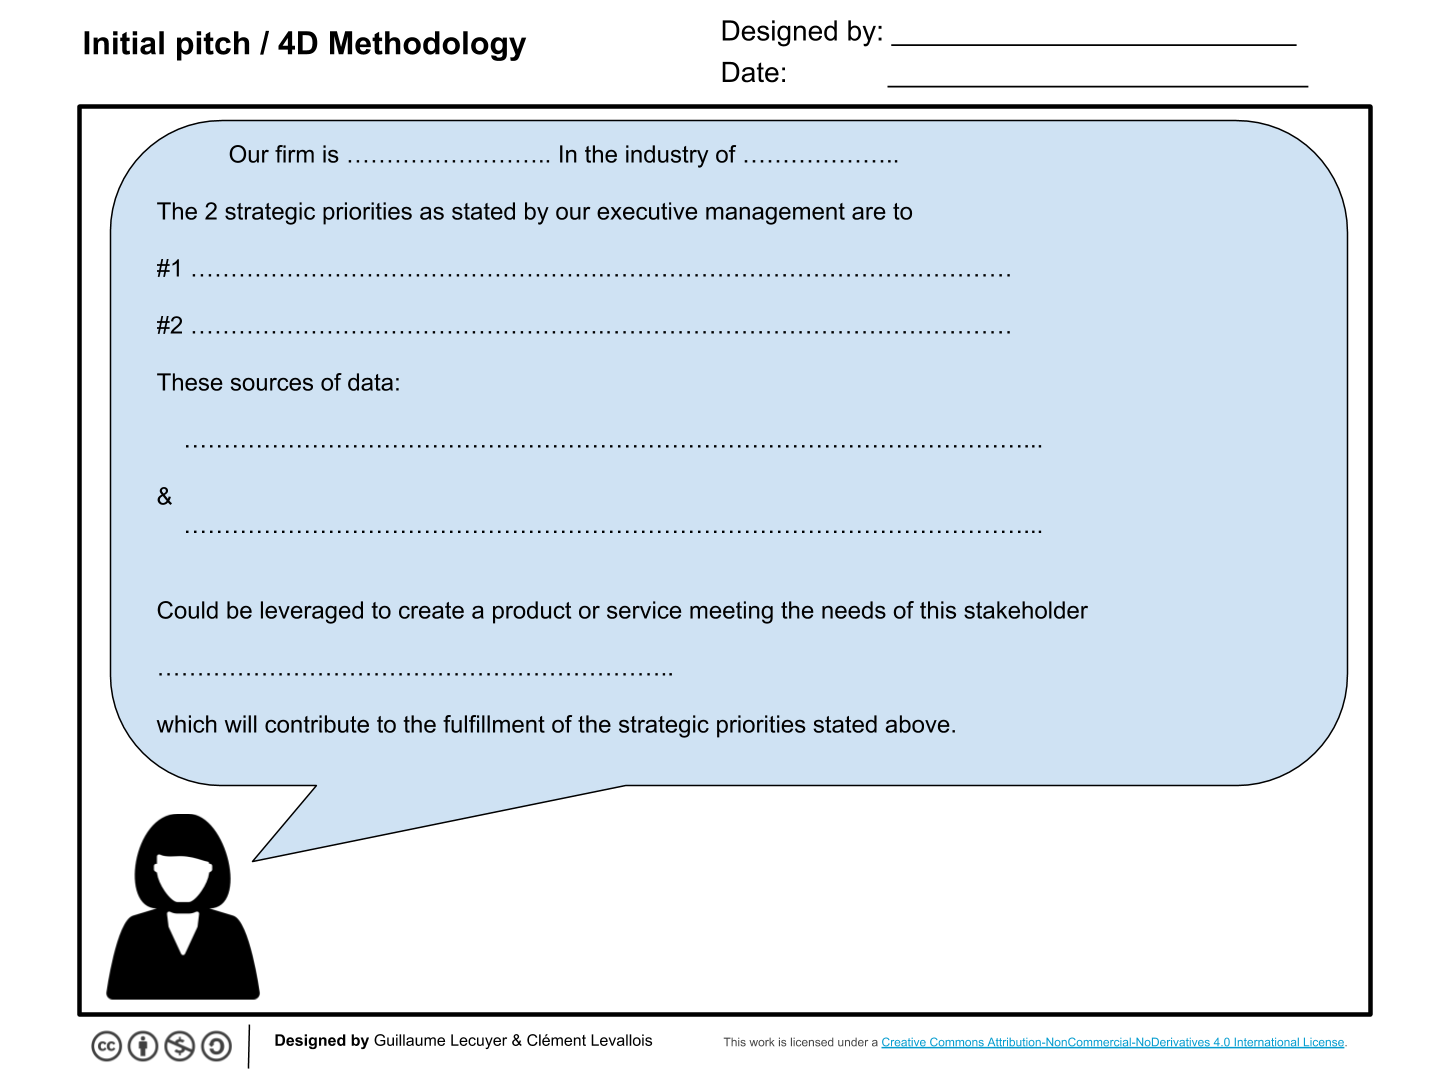 Initial pitch / 4D Methodology
Designed by: ___________________________
Date: ____________________________
Our firm is …………………….. In the industry of ………………..
The 2 strategic priorities as stated by our executive management are to
#1 …………………………………………………………………………………………
#2 …………………………………………………………………………………………
These sources of data:
……………………………………………………………………………………………...
&
……………………………………………………………………………………………...
Could be leveraged to create a product or service meeting the needs of this stakeholder
………………………………………………………..
which will contribute to the fulfillment of the strategic priorities stated above.
cc
Designed by Guillaume Lecuyer & Clément Levallois
This work is licensed under a Creative Commons Attribution-NonCommercial-NoDerivatives 4.0 International License.